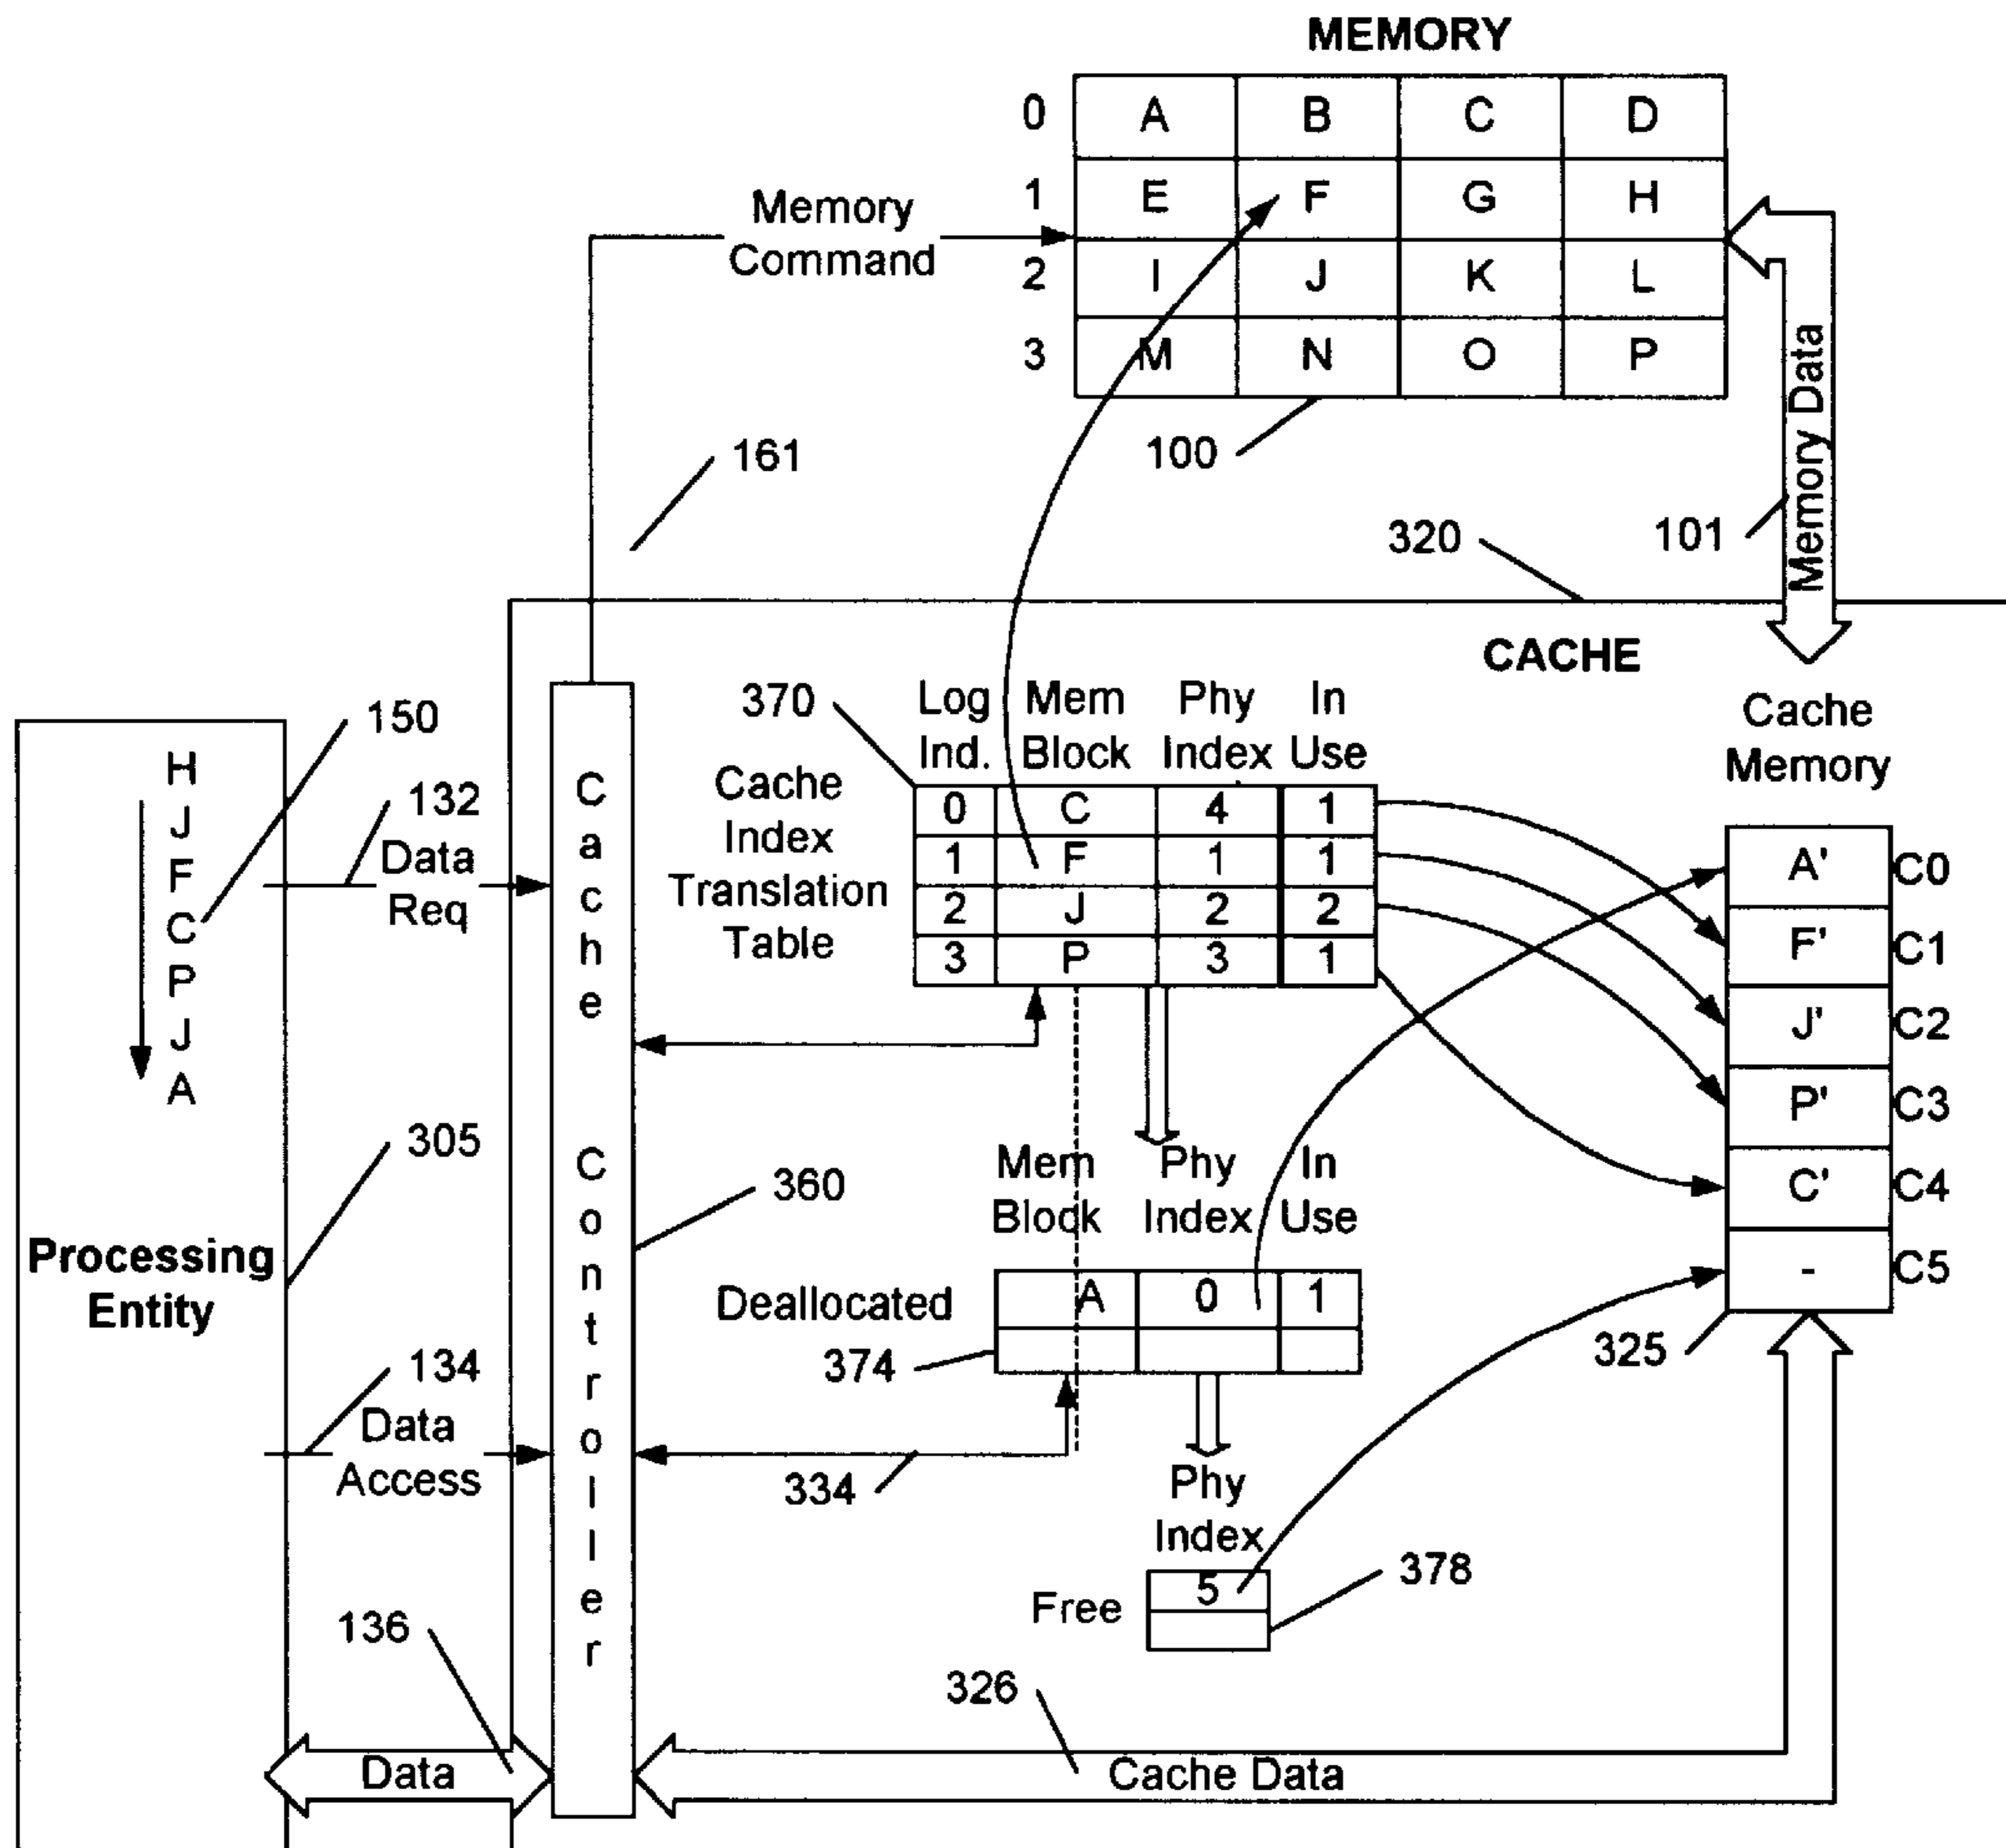 MEMORY
0 A B C D
1 E F G H
2 I J K L
3 M N O P
Memory
Command
100
161
101
Memory Data
320
CACHE
150
132
Data
Req
H
J
F
C
P
J
A
305
Processing
Entity
134
Data
Access
136
Data
Cache Controller
360
370
Cache
Index
Translation
Table
Log Mem Phy In
Ind. Block Index Use
0 C 4 1
1 F 1 1
2 J 2 2
3 P 3 1
Mem Phy In
Block Index Use
Deallocated
A 0 1
374
334
Phy
Index
Free
5
378
Cache
Memory
A' C0
F' C1
J' C2
P' C3
C' C4
- C5
325
326
Cache Data